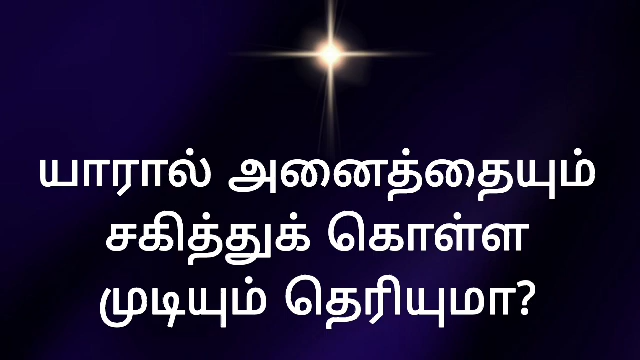 யாரால் அனைத்தையும்
சகித்துக் கொள்ள
முடியும் தெரியுமா?